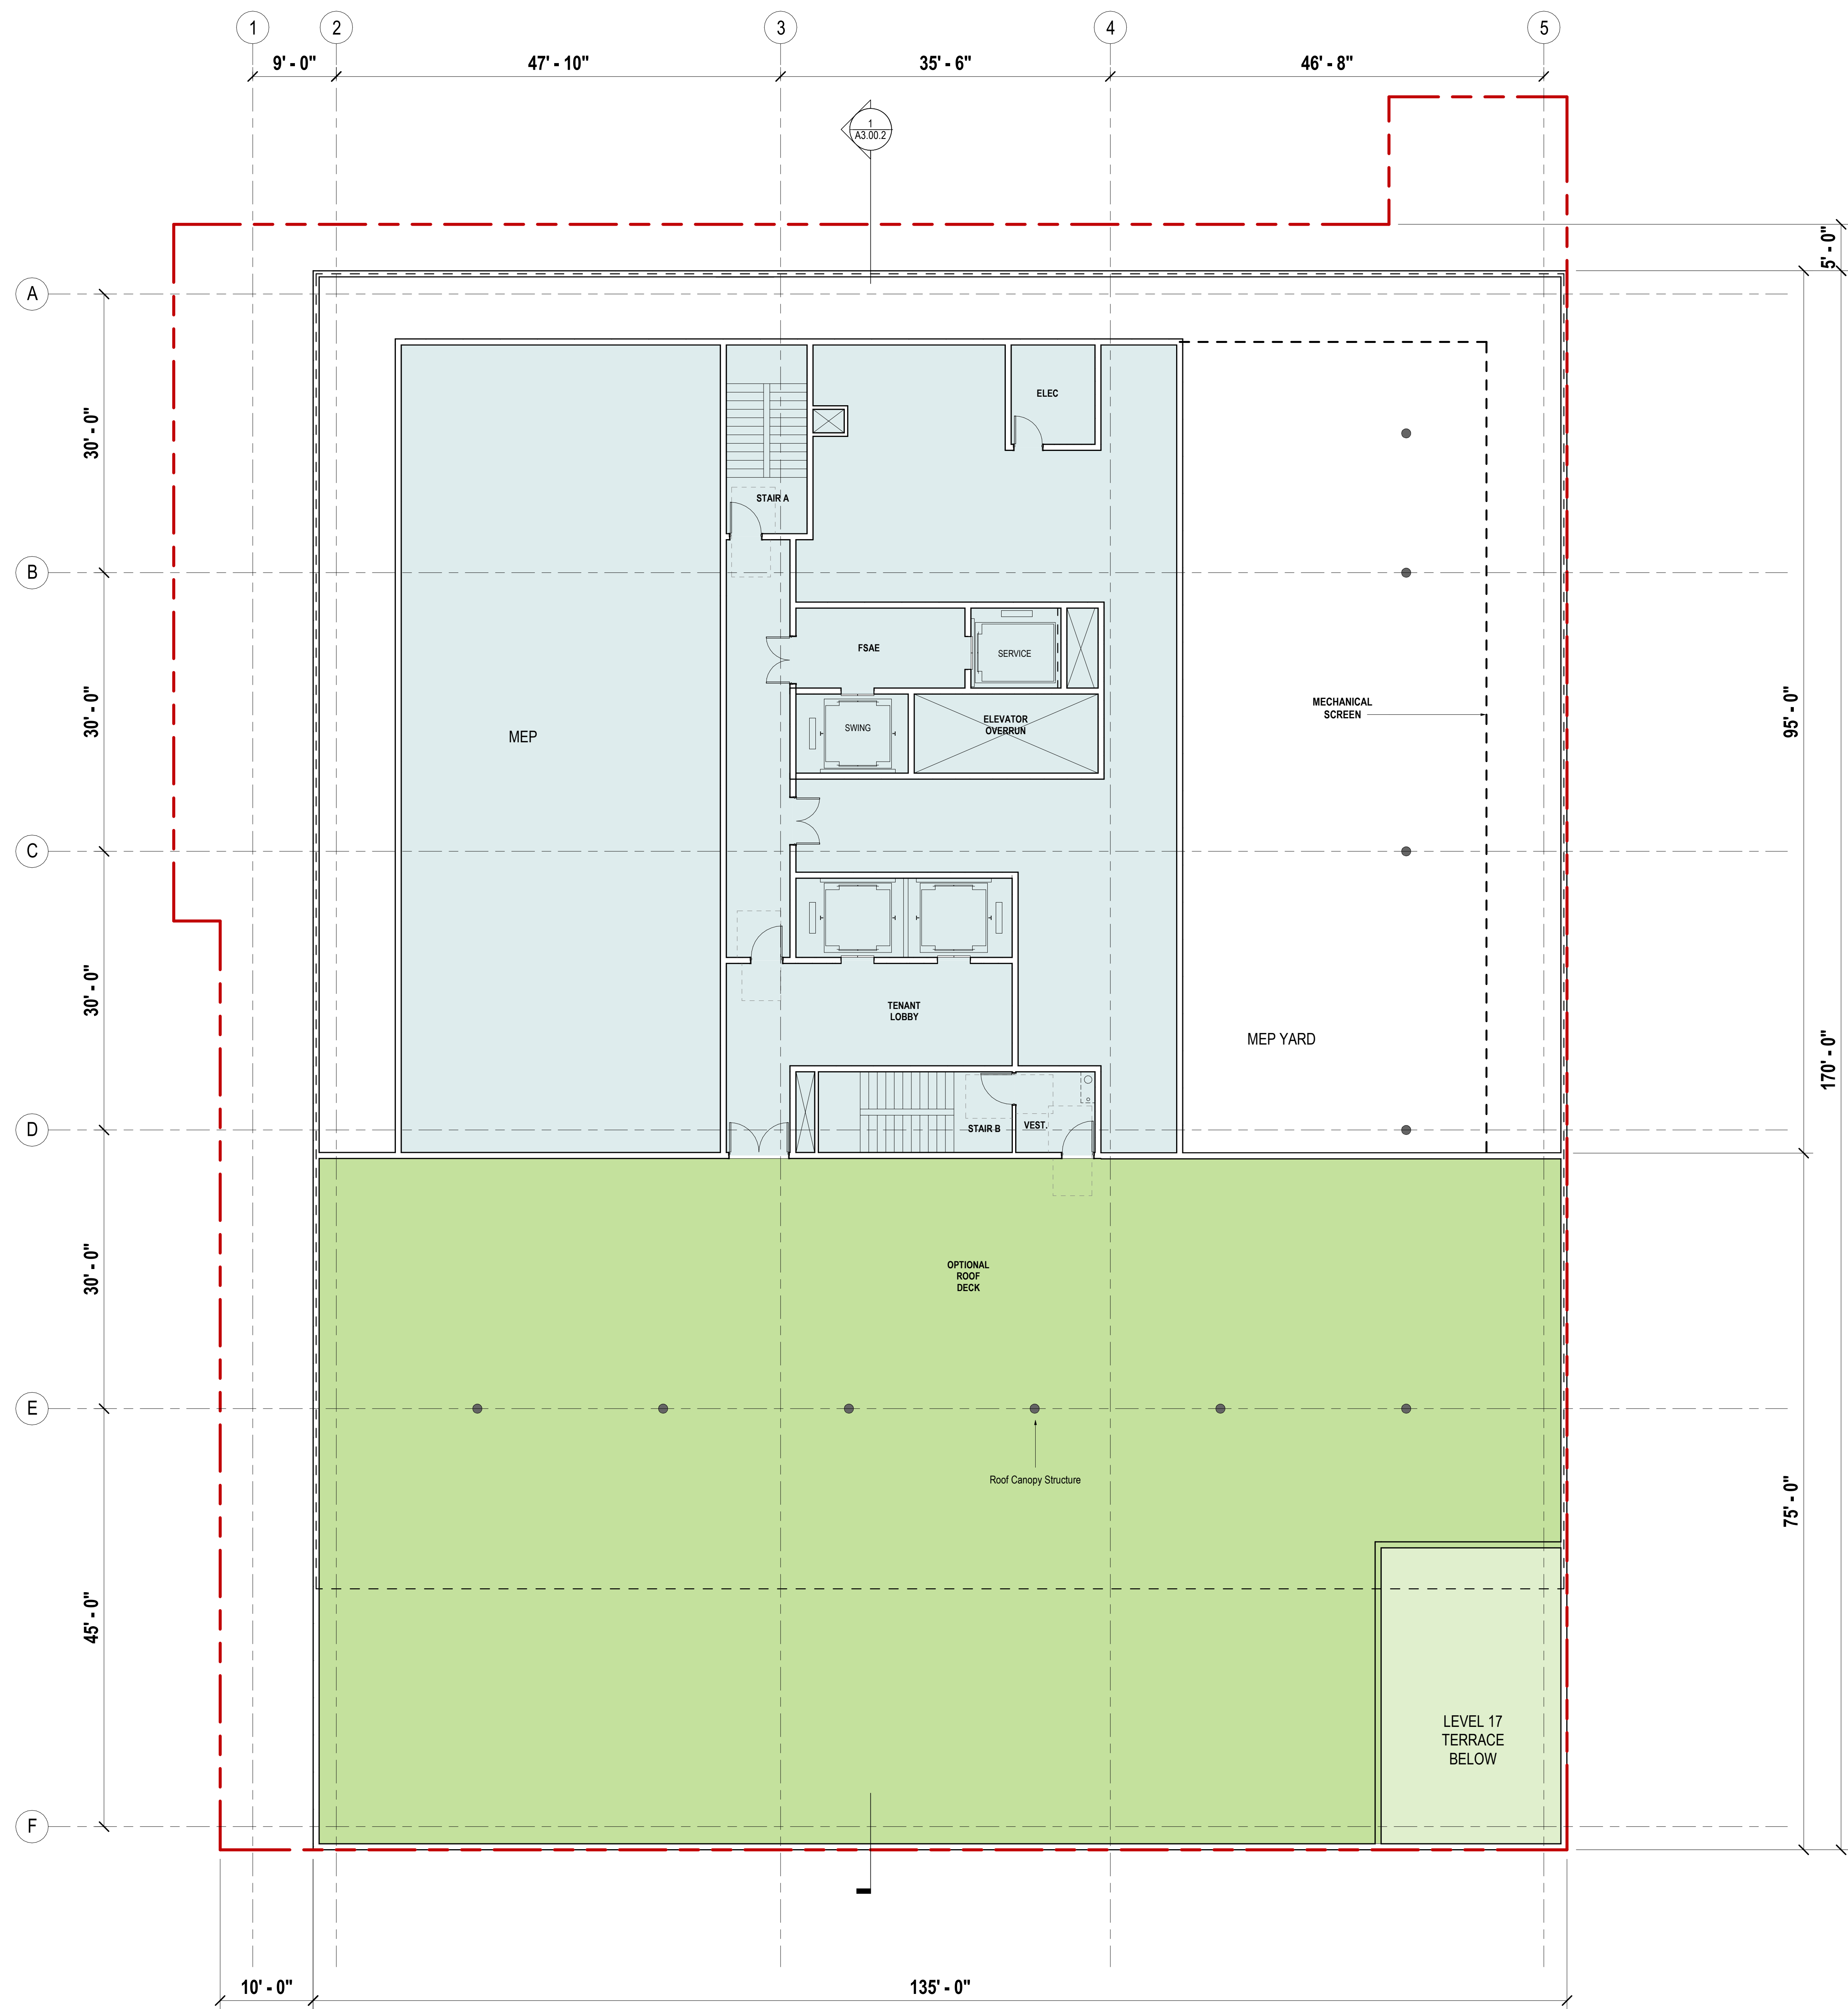 1
2
3
4
5
9' - 0"
47' - 10"
35' - 6"
46' - 8"
1
A3.00.2
5' - 0"
A
30' - 0"
ELEC
STAIR A
B
FSAE
SERVICE
30' - 0"
SWING
ELEVATOR
OVERRUN
MECHANICAL
SCREEN
95' - 0"
MEP
C
30' - 0"
TENANT
LOBBY
MEP YARD
170' - 0"
D
STAIR B
VEST.
30' - 0"
OPTIONAL
ROOF
DECK
E
Roof Canopy Structure
75' - 0"
45' - 0"
LEVEL 17
TERRACE
BELOW
F
10' - 0"
135' - 0"